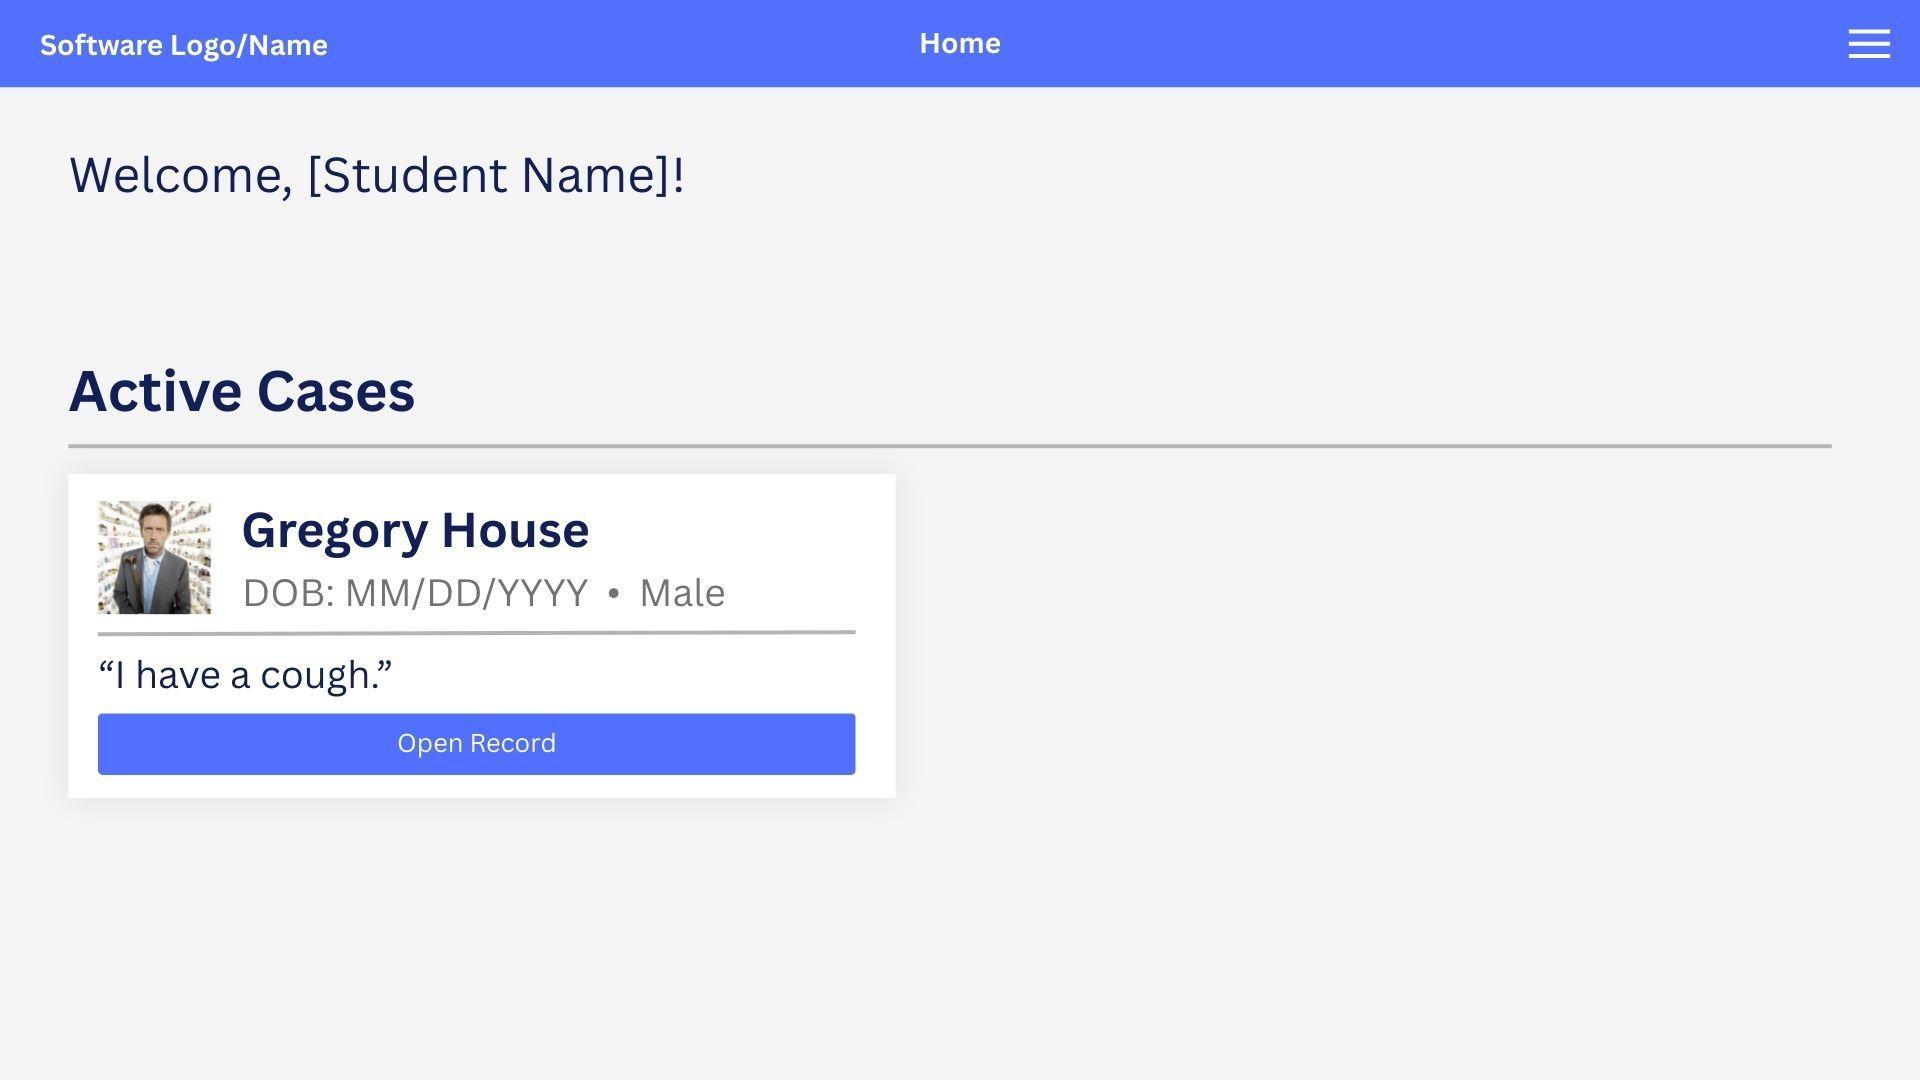 Software Logo/Name
Home
Welcome, [Student Name]!
Active Cases
Gregory House
DOB: MM/DD/YYYY • Male
“I have a cough.”
Open Record